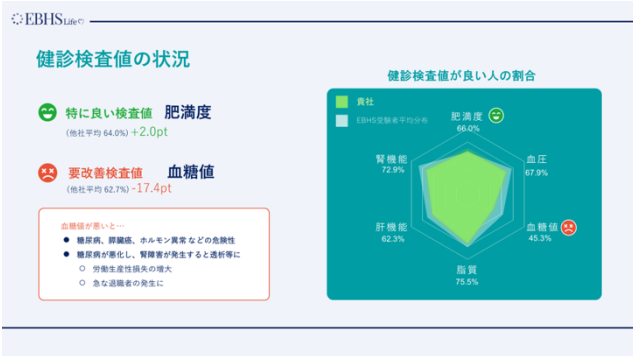 EBHS Life
健診検査値の状況
特に良い検査値 肥満度
(他社平均 64.0%) +2.0pt
要改善検査値 血糖値
(他社平均 62.7%) -17.4pt
血糖値が悪いと…
● 糖尿病、膵臓癌、ホルモン異常 などの危険性
● 糖尿病が悪化し、腎障害が発生すると透析等に
○ 労働生産性損失の増大
○ 急な退職者の発生に
健診検査値が良い人の割合
貴社
EBHS受験者平均分布
肥満度
66.0%
血圧
67.9%
血糖値
45.3%
脂質
75.5%
肝機能
62.3%
腎機能
72.9%